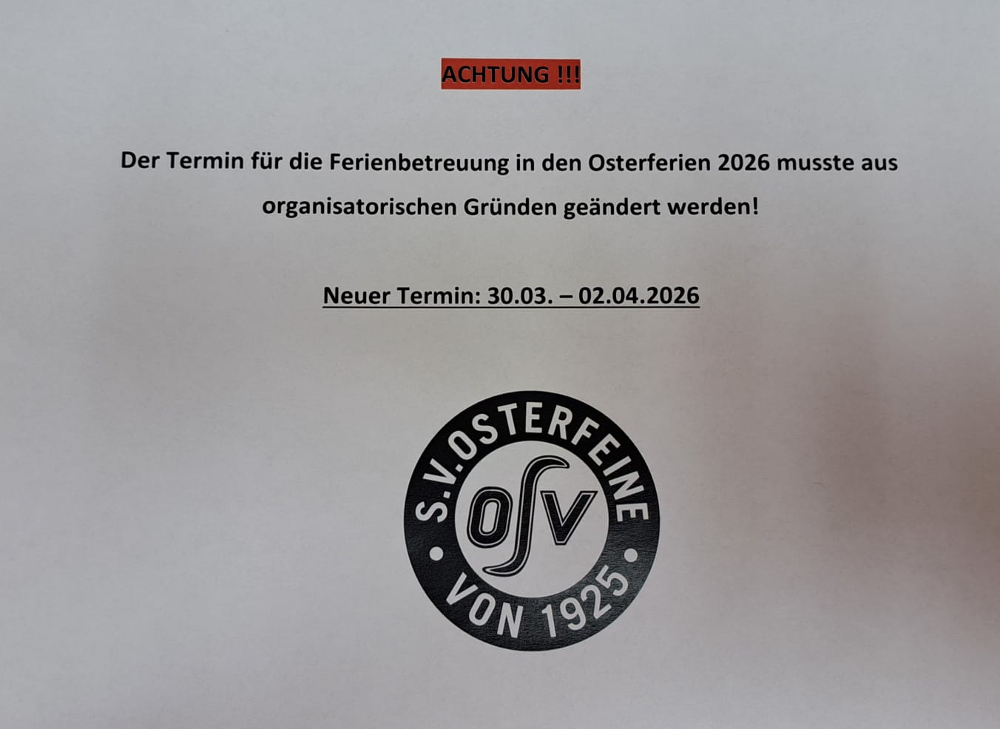 ACHTUNG !!!
Der Termin für die Ferienbetreuung in den Osterferien 2026 musste aus
organisatorischen Gründen geändert werden!
Neuer Termin: 30.03. – 02.04.2026
S.V.OSTERFEINE
OSV
• VON 1925 •